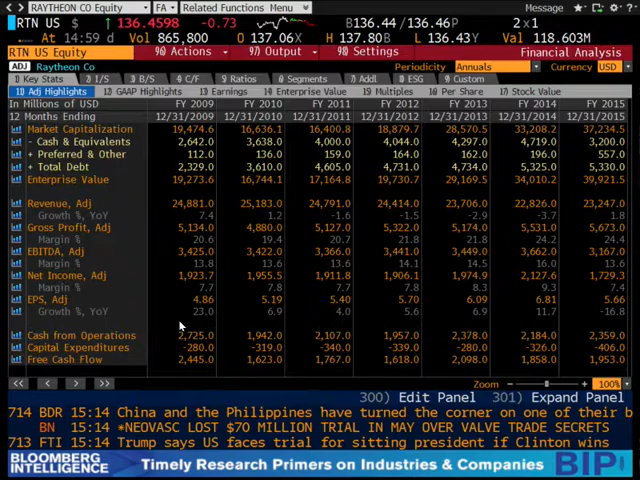 RAYTHEON CO Equity FA Related Functions Menu Message
RTN US $ 136.4598 -0.73 B136.44 / 136.46P 2x1
At 14:59 d Vol 865,800 O 137.06X H 137.80B L 136.43Y Val 118.603M
RTN US Equity 96) Actions 97) Output 98) Settings Financial Analysis
ADJ Raytheon Co Periodicity Annuals Currency USD
1) Key Stats 2) I/S 3) B/S 4) C/F 5) Ratios 6) Segments 7) Addl 8) ESG 9) Custom
11) Adj Highlights 12) GAAP Highlights 13) Earnings 14) Enterprise Value 15) Multiples 16) Per Share 17) Stock Value
In Millions of USD FY 2009 FY 2010 FY 2011 FY 2012 FY 2013 FY 2014 FY 2015
12 Months Ending 12/31/2009 12/31/2010 12/31/2011 12/31/2012 12/31/2013 12/31/2014 12/31/2015
Market Capitalization 19,474.6 16,636.1 16,400.8 18,879.7 28,570.5 33,208.2 37,234.5
- Cash & Equivalents 2,642.0 3,638.0 4,000.0 4,044.0 4,297.0 4,719.0 3,200.0
+ Preferred & Other 112.0 136.0 159.0 164.0 162.0 196.0 557.0
+ Total Debt 2,329.0 3,610.0 4,605.0 4,731.0 4,734.0 5,325.0 5,330.0
Enterprise Value 19,273.6 16,744.1 17,164.8 19,730.7 29,169.5 34,010.2 39,921.5
Revenue, Adj 24,881.0 25,183.0 24,791.0 24,414.0 23,706.0 22,826.0 23,247.0
Growth %, YoY 7.4 1.2 -1.6 -1.5 -2.9 -3.7 1.8
Gross Profit, Adj 5,134.0 4,880.0 5,127.0 5,322.0 5,174.0 5,531.0 5,673.0
Margin % 20.6 19.4 20.7 21.8 21.8 24.2 24.4
EBITDA, Adj 3,425.0 3,422.0 3,366.0 3,441.0 3,449.0 3,662.0 3,167.0
Margin % 13.8 13.6 13.6 14.1 14.5 16.0 13.6
Net Income, Adj 1,923.7 1,955.5 1,911.8 1,906.1 1,974.9 2,127.6 1,729.3
Margin % 7.7 7.8 7.7 7.8 8.3 9.3 7.4
EPS, Adj 4.86 5.19 5.40 5.70 6.09 6.81 5.66
Growth %, YoY 23.0 6.9 4.0 5.6 6.9 11.7 -16.8
Cash from Operations 2,725.0 1,942.0 2,107.0 1,957.0 2,378.0 2,184.0 2,359.0
Capital Expenditures -280.0 -319.0 -340.0 -339.0 -280.0 -326.0 -406.0
Free Cash Flow 2,445.0 1,623.0 1,767.0 1,618.0 2,098.0 1,858.0 1,953.0
Zoom - + 100%
300) Edit Panel 301) Expand Panel
714 BDR 15:14 China and the Philippines have turned the corner on one of their b
BN 15:14 *NEOVASC LOST $70 MILLION TRIAL IN MAY OVER VALVE TRADE SECRETS
713 FTI 15:14 Trump says US faces trial for sitting president if Clinton wins
BLOOMBERG INTELLIGENCE Timely Research Primers on Industries & Companies BIP